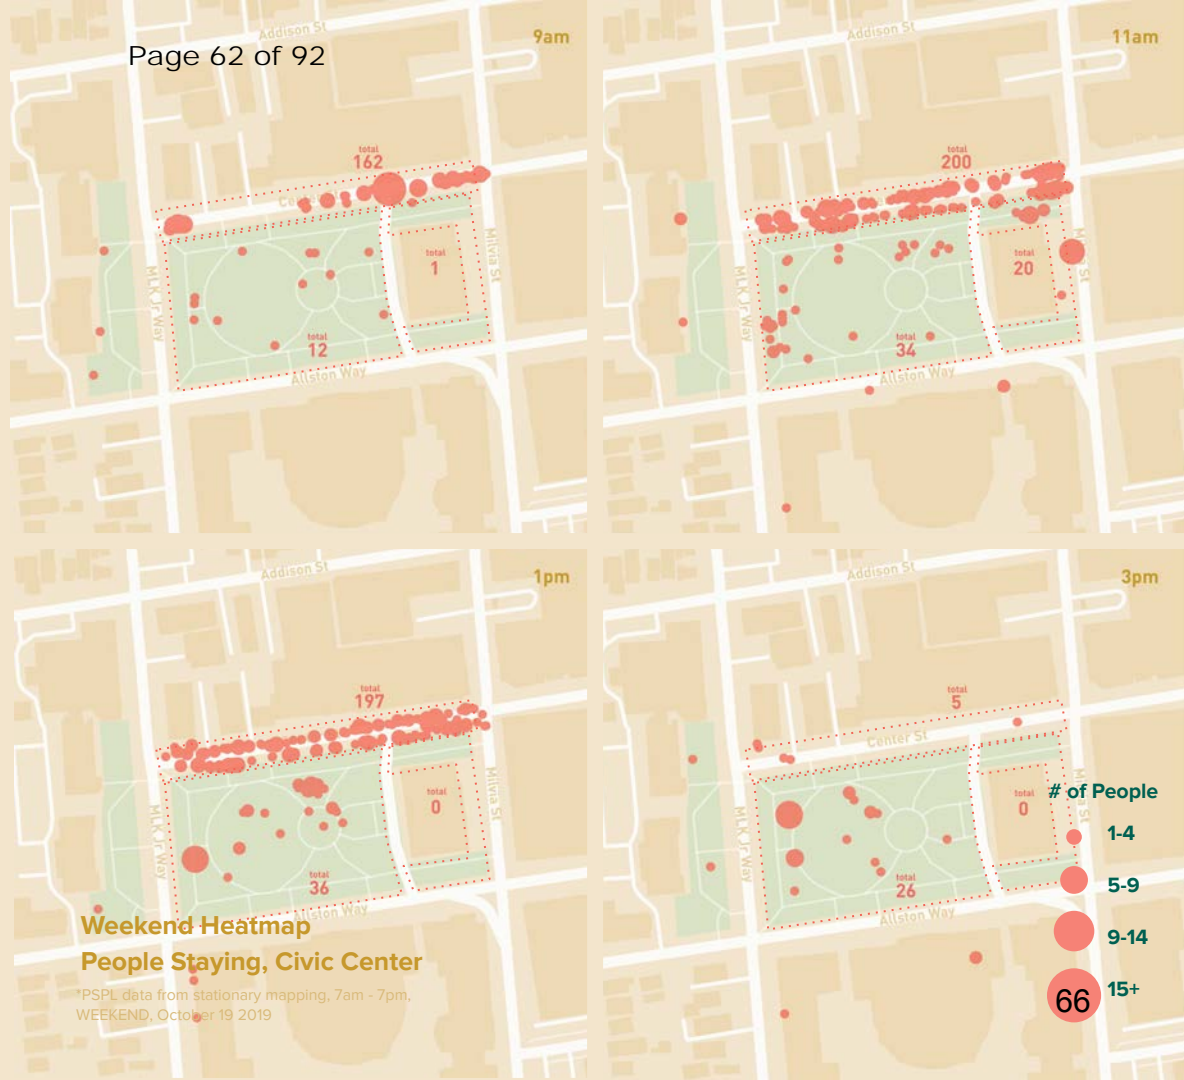 Addison St
9am
Page 62 of 92
total
162
total
1
total
12
MLK Jr Way
Milvia St
Allston Way
Addison St
11am
total
200
total
20
total
34
MLK Jr Way
Allston Way
Addison St
1pm
total
197
total
0
total
36
MLK Jr Way
Milvia St
Allston Way
Weekend Heatmap
People Staying, Civic Center
*PSPL data from stationary mapping, 7am - 7pm,
WEEKEND, October 19 2019
Addison St
3pm
total
5
Center St
total
0
total
26
MLK Jr Way
Allston Way
# of People
1-4
5-9
9-14
15+
66